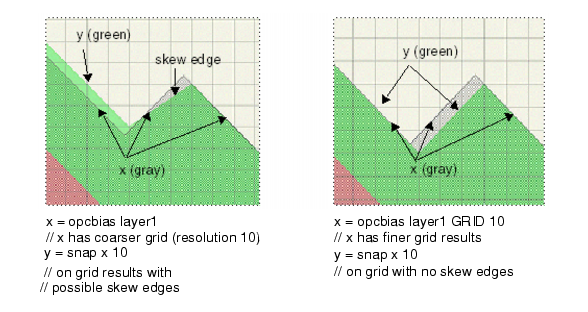 y (green)
skew edge
x (gray)
x = opcbias layer1
// x has coarser grid (resolution 10)
y = snap x 10
// on grid results with
// possible skew edges
y (green)
x (gray)
x = opcbias layer1 GRID 10
// x has finer grid results
y = snap x 10
// on grid with no skew edges